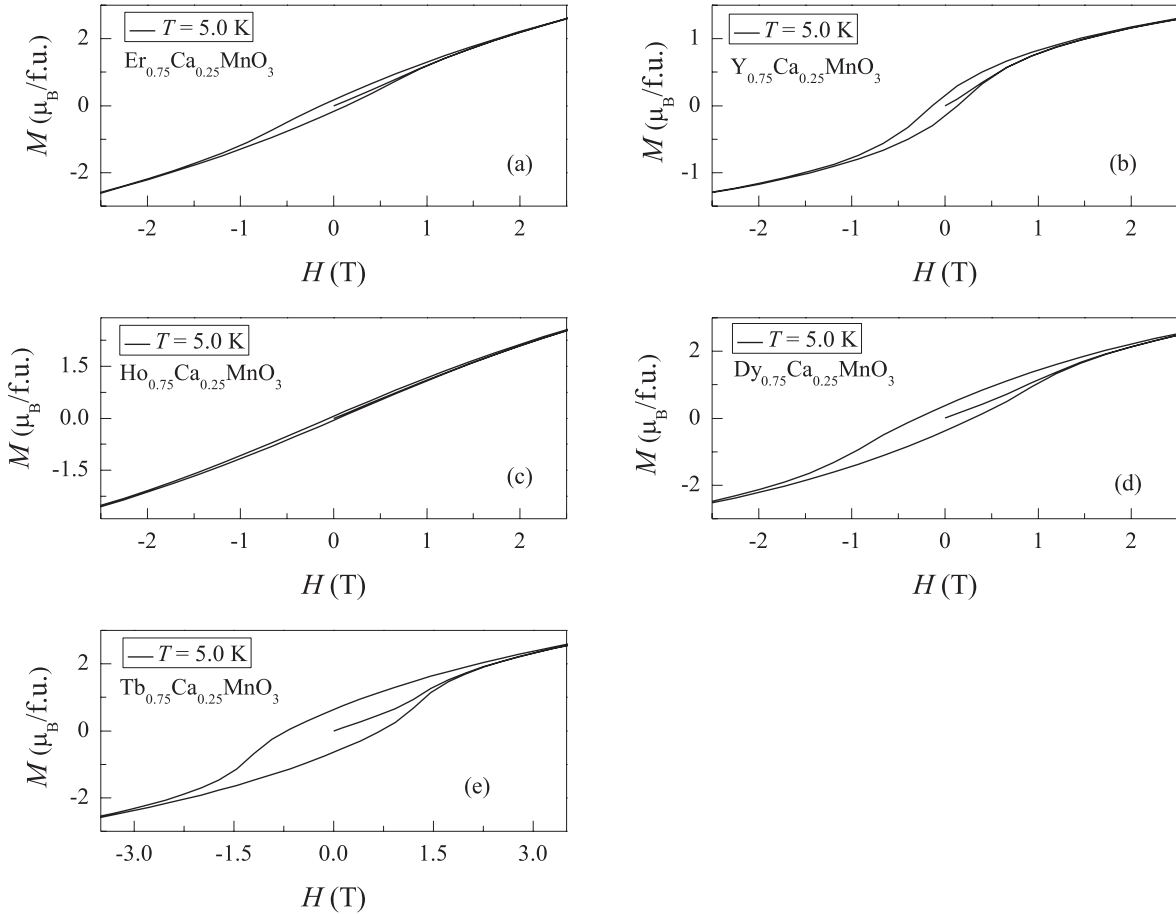 T = 5.0 K
Er0.75Ca0.25MnO3
2
0
-2
M (μB/f.u.)
(a)
-2 -1 0 1 2
H (T)
T = 5.0 K
Y0.75Ca0.25MnO3
1
0
-1
M (μB/f.u.)
(b)
-2 -1 0 1 2
H (T)
T = 5.0 K
Ho0.75Ca0.25MnO3
1.5
0.0
-1.5
M (μB/f.u.)
(c)
-2 -1 0 1 2
H (T)
T = 5.0 K
Dy0.75Ca0.25MnO3
2
0
-2
M (μB/f.u.)
(d)
-2 -1 0 1 2
H (T)
T = 5.0 K
Tb0.75Ca0.25MnO3
2
0
-2
M (μB/f.u.)
(e)
-3.0 -1.5 0.0 1.5 3.0
H (T)